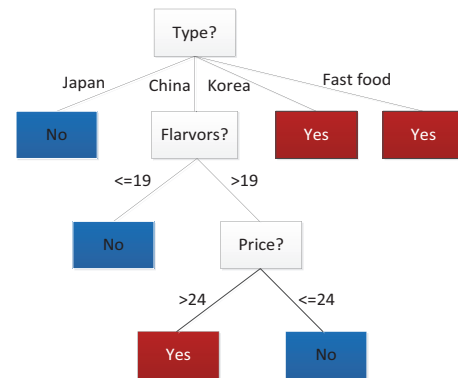 Type?
Japan
China
Korea
Fast food
No
Flarvors?
Yes
Yes
<=19
>19
No
Price?
>24
<=24
Yes
No